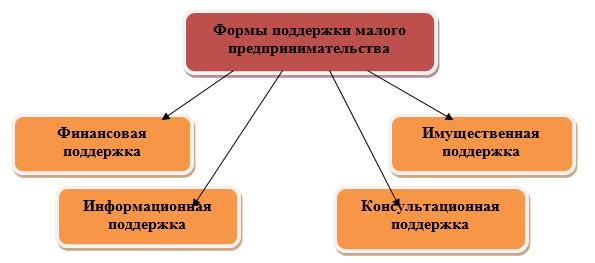 Формы поддержки малого
предпринимательства
Финансовая
поддержка
Имущественная
поддержка
Информационная
поддержка
Консультационная
поддержка